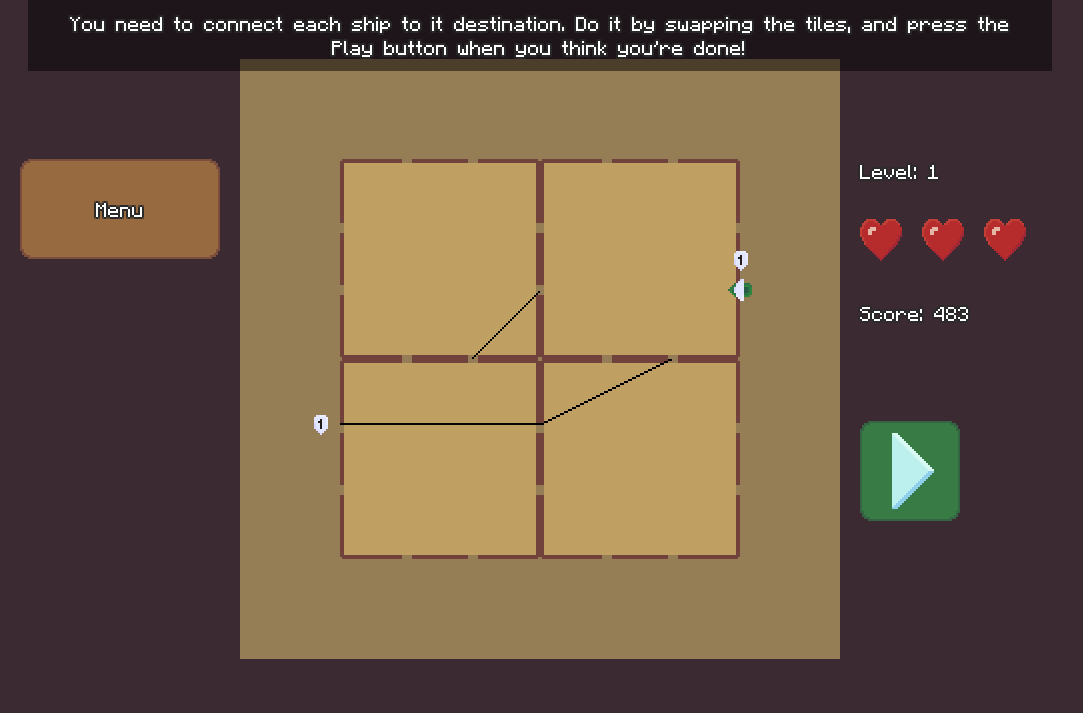 You need to connect each ship to it destination. Do it by swapping the tiles, and press the
Play button when you think you're done!
Menu
Level: 1
1
Score: 483
1